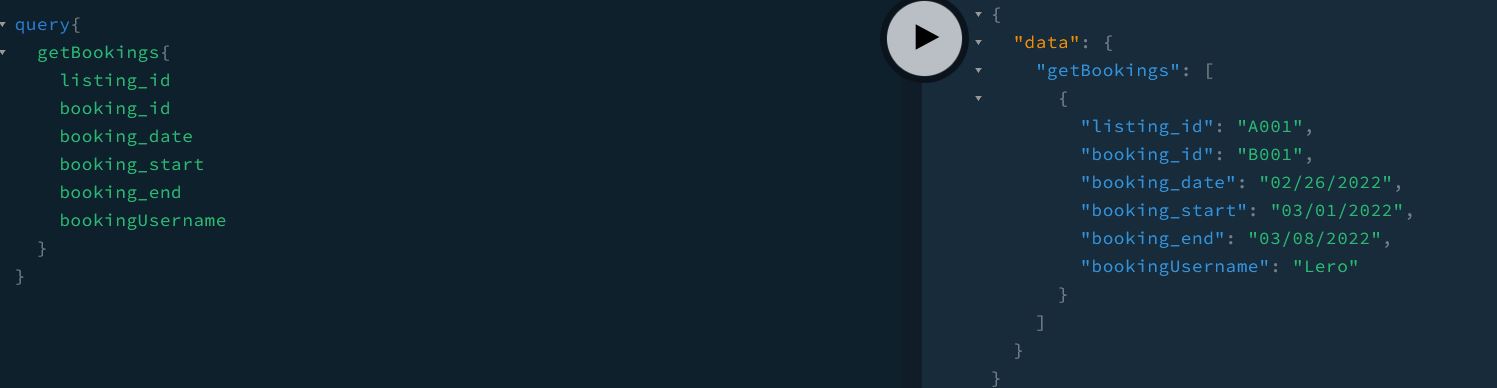 query{
getBookings{
listing_id
booking_id
booking_date
booking_start
booking_end
bookingUsername
}
}
{
"data": {
"getBookings": [
{
"listing_id": "A001",
"booking_id": "B001",
"booking_date": "02/26/2022",
"booking_start": "03/01/2022",
"booking_end": "03/08/2022",
"bookingUsername": "Lero"
}
]
}
}